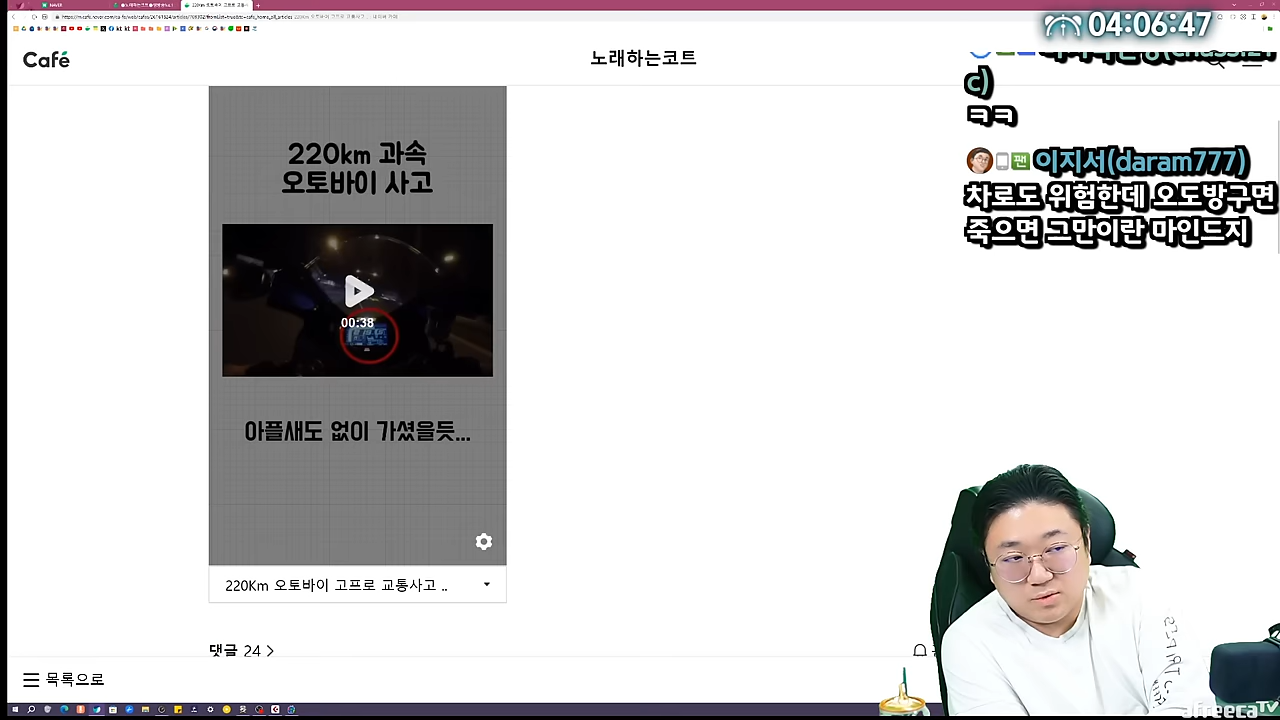 NAVER
04:06:47
Café
노래하는코트
c)
ㅋㅋ
이지서(daram777)
차로도 위험한데 오도방구면
죽으면 그만이란 마인드지
220km 과속
오토바이 사고
00:38
아플새도 없이 가셨을듯...
220Km 오토바이 고프로 교통사고 ..
댓글 24
목록으로
afreecaTV